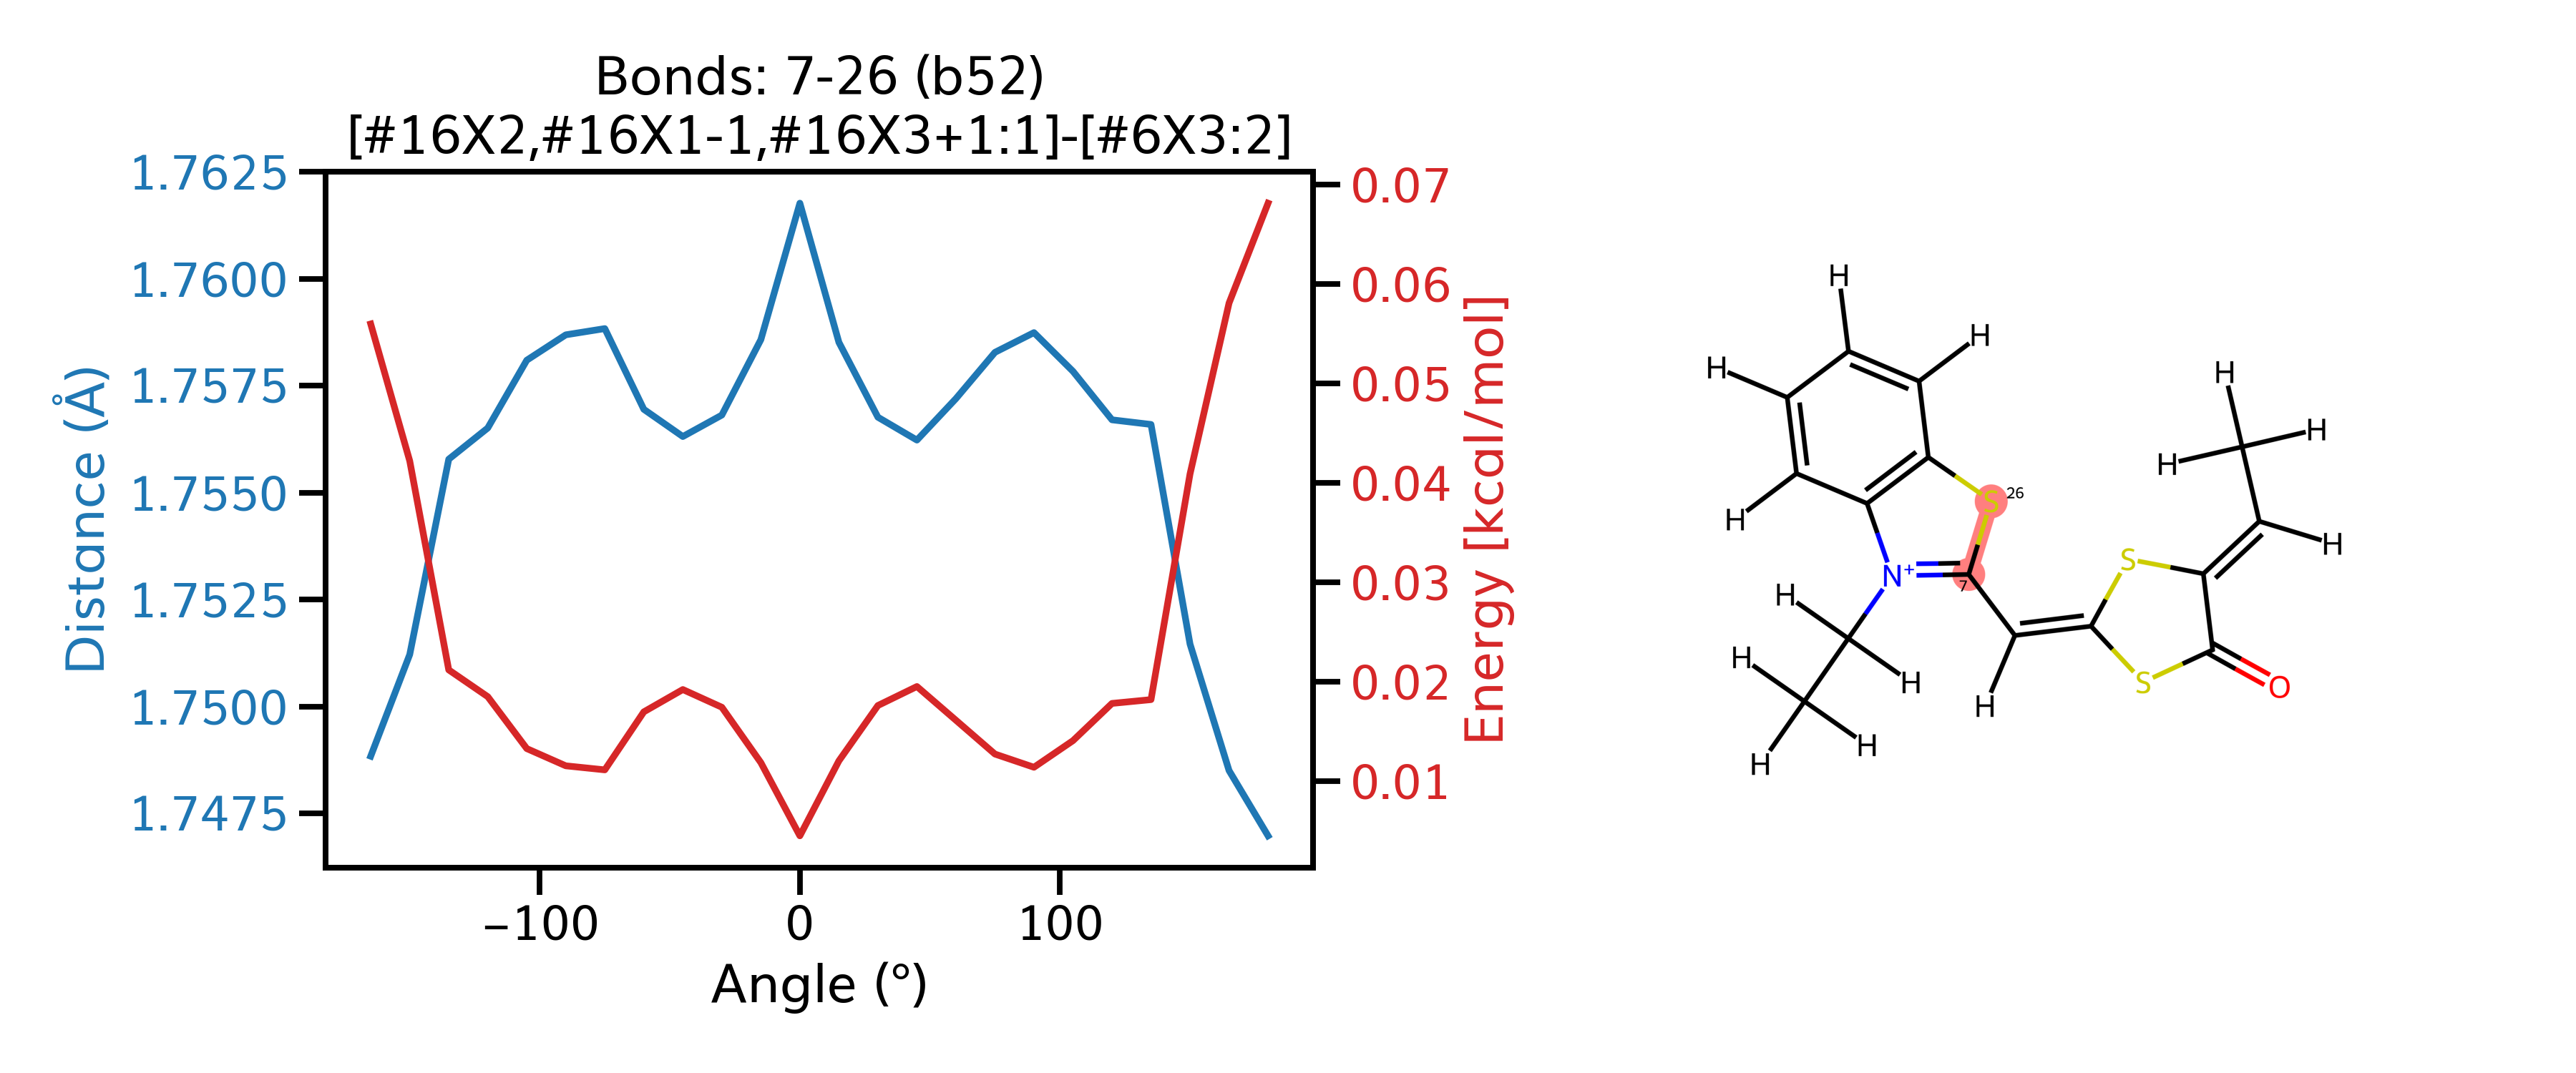 Bonds: 7-26 (b52)
[#16X2,#16X1-1,#16X3+1:1]-[#6X3:2]
1.7625
1.7600
1.7575
1.7550
1.7525
1.7500
1.7475
Distance (Å)
0.07
0.06
0.05
0.04
0.03
0.02
0.01
Energy [kcal/mol]
−100
0
100
Angle (°)
H
H
H
H
H
H
H
H
S
26
S
N⁺
7
H
H
H
H
H
H
H
S
O